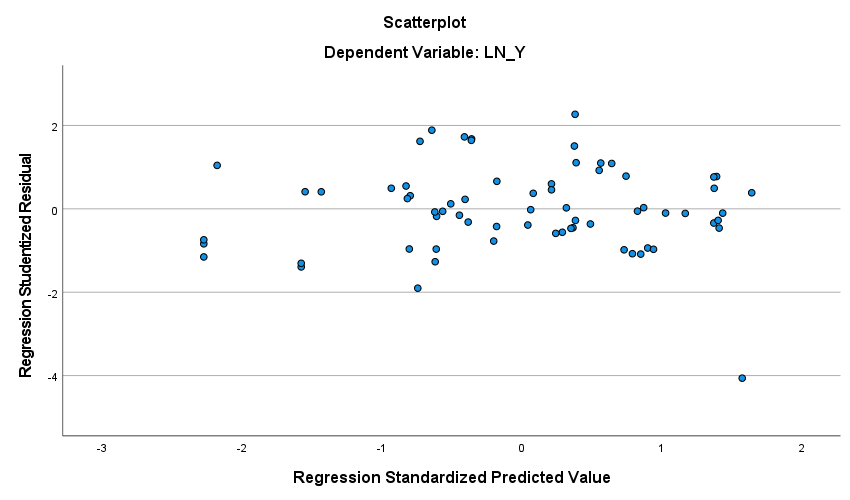 Scatterplot
Dependent Variable: LN_Y
Regression Studentized Residual
2
0
-2
-4
-3 -2 -1 0 1 2
Regression Standardized Predicted Value